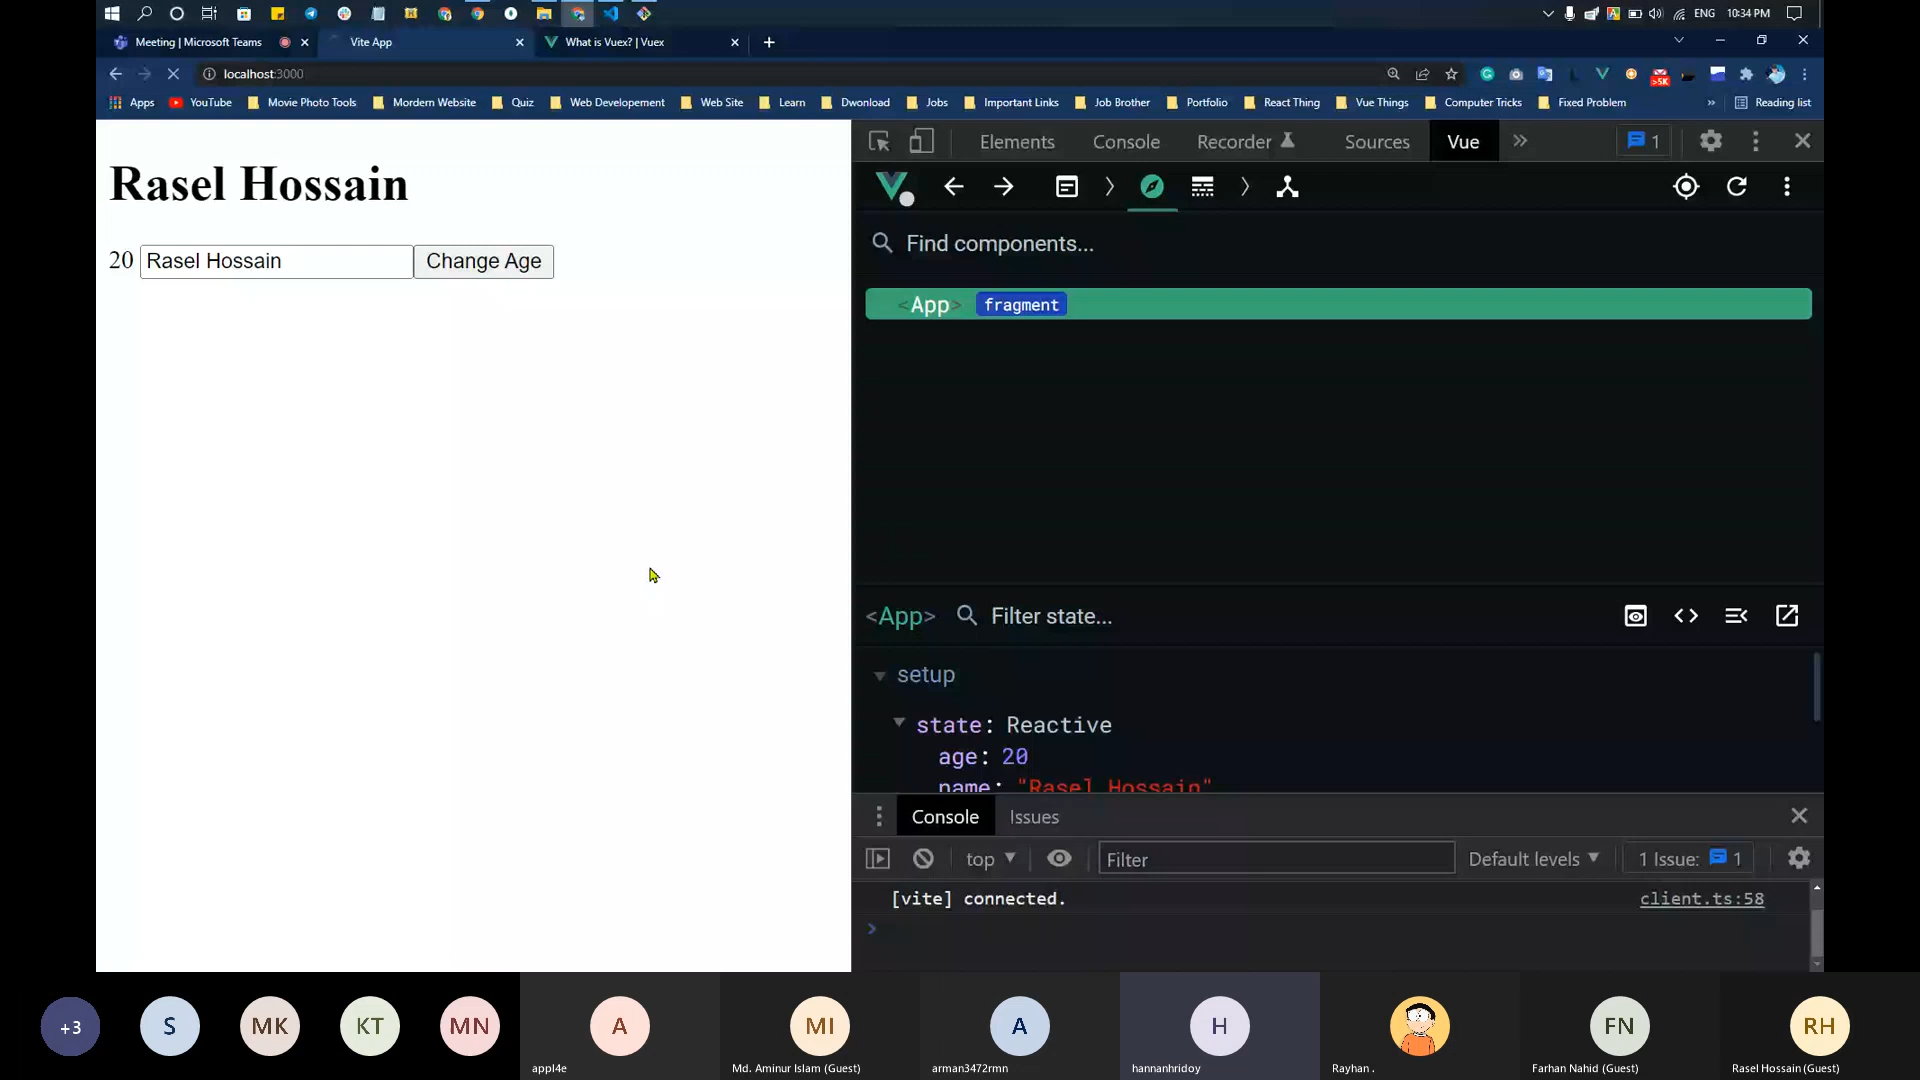 ENG 10:34 PM
Meeting | Microsoft Teams
Vite App
What is Vuex? | Vuex
localhost:3000
>5K
Apps YouTube Movie Photo Tools Mordern Website Quiz Web Developement Web Site Learn Dwonload Jobs Important Links Job Brother Portfolio React Thing Vue Things Computer Tricks Fixed Problem » Reading list
Rasel Hossain
20 Rasel Hossain Change Age
Elements Console Recorder Sources Vue 1
Find components...
<App> fragment
<App> Filter state...
setup
state: Reactive
age: 20
name: "Rasel Hossain"
Console Issues
top Filter Default levels 1 Issue: 1
[vite] connected. client.ts:58
+3 S MK KT MN A MI A H FN RH
appl4e Md. Aminur Islam (Guest) arman3472rmn hannanhridoy Rayhan . Farhan Nahid (Guest) Rasel Hossain (Guest)